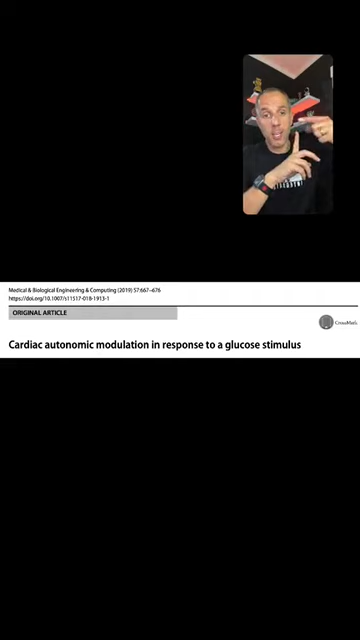 Medical & Biological Engineering & Computing (2019) 57:667–676
https://doi.org/10.1007/s11517-018-1913-1
ORIGINAL ARTICLE
CrossMark
Cardiac autonomic modulation in response to a glucose stimulus